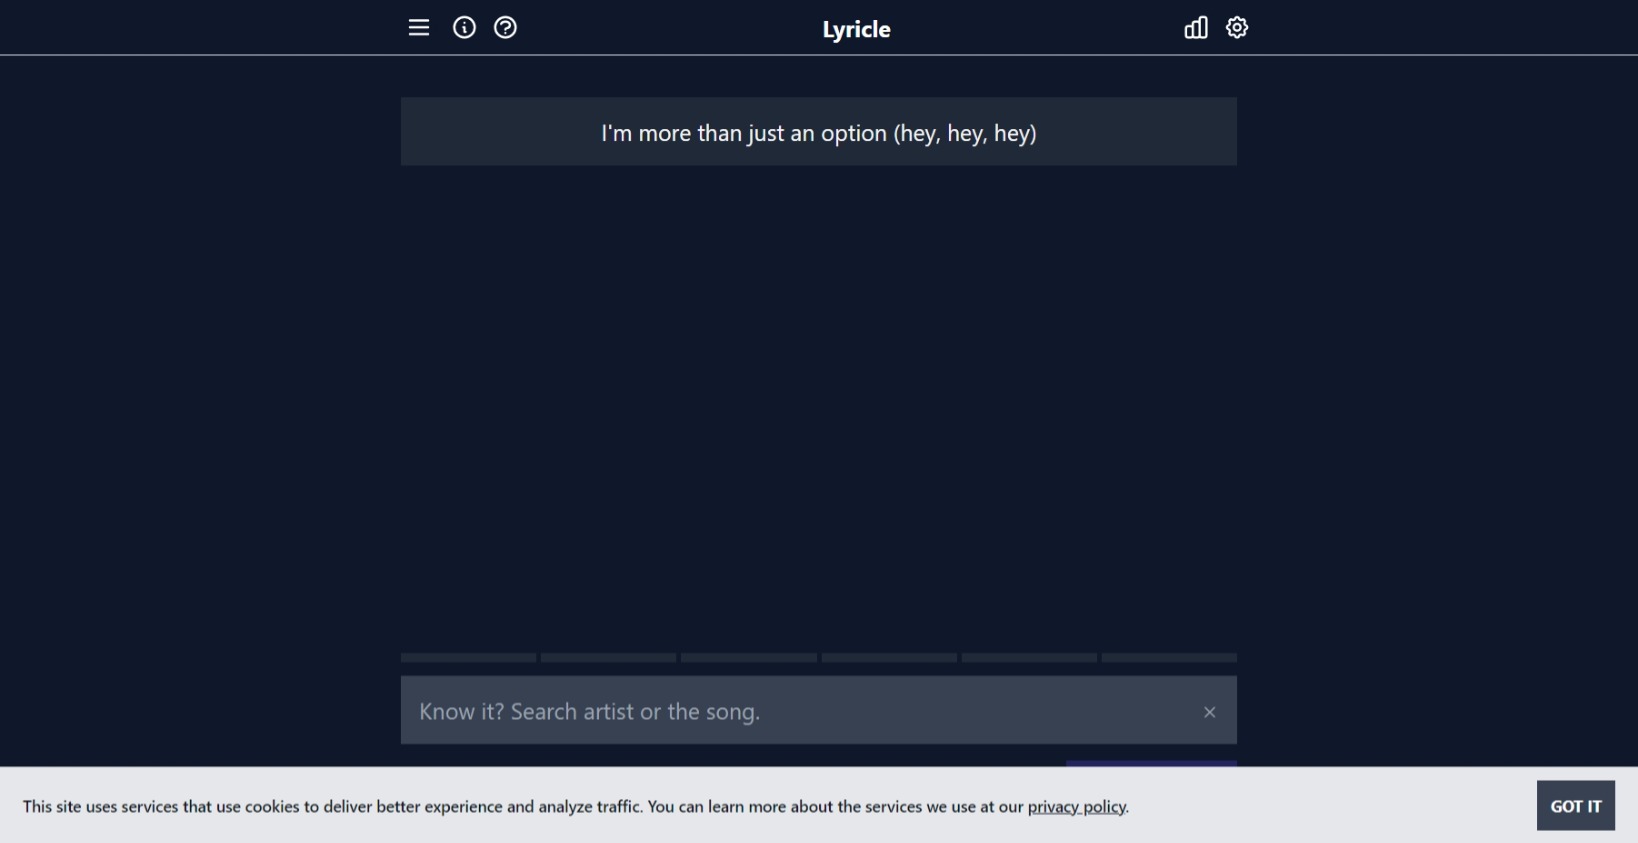 Lyricle
I'm more than just an option (hey, hey, hey)
Know it? Search artist or the song.
This site uses services that use cookies to deliver better experience and analyze traffic. You can learn more about the services we use at our privacy policy.
GOT IT